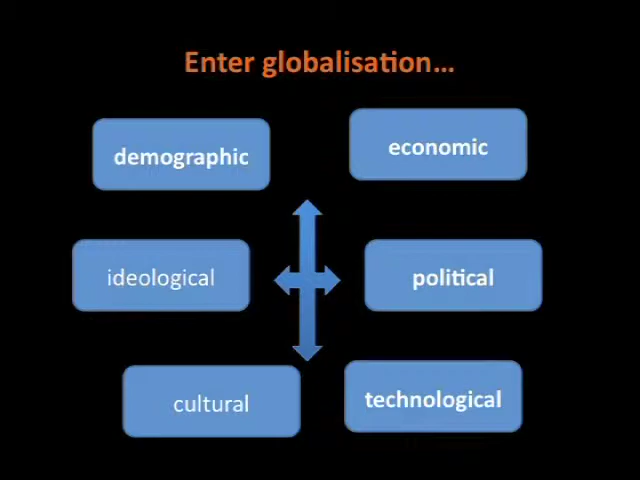 Enter globalisation...
demographic
economic
ideological
political
cultural
technological